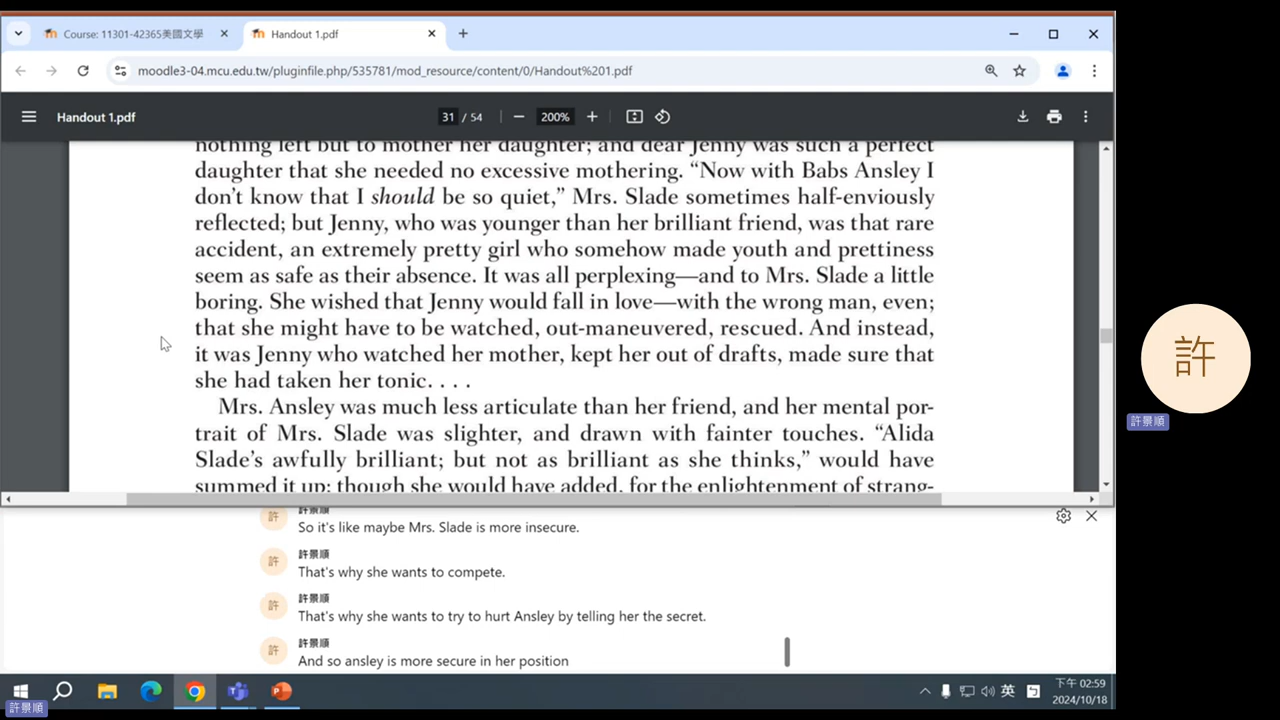 Course: 11301-42365美國文學
Handout 1.pdf
moodle3-04.mcu.edu.tw/pluginfile.php/535781/mod_resource/content/0/Handout%201.pdf
Handout 1.pdf
31 / 54
200%
nothing left but to mother her daughter; and dear Jenny was such a perfect
daughter that she needed no excessive mothering. “Now with Babs Ansley I
don’t know that I should be so quiet,” Mrs. Slade sometimes half-enviously
reflected; but Jenny, who was younger than her brilliant friend, was that rare
accident, an extremely pretty girl who somehow made youth and prettiness
seem as safe as their absence. It was all perplexing—and to Mrs. Slade a little
boring. She wished that Jenny would fall in love—with the wrong man, even;
that she might have to be watched, out-maneuvered, rescued. And instead,
it was Jenny who watched her mother, kept her out of drafts, made sure that
she had taken her tonic. . . .
Mrs. Ansley was much less articulate than her friend, and her mental por-
trait of Mrs. Slade was slighter, and drawn with fainter touches. “Alida
Slade’s awfully brilliant; but not as brilliant as she thinks,” would have
summed it up; though she would have added, for the enlightenment of strang-
許
許景順
許
許景順
So it's like maybe Mrs. Slade is more insecure.
許
許景順
That's why she wants to compete.
許
許景順
That's why she wants to try to hurt Ansley by telling her the secret.
許
許景順
And so ansley is more secure in her position
英
下午 02:59
2024/10/18
許景順